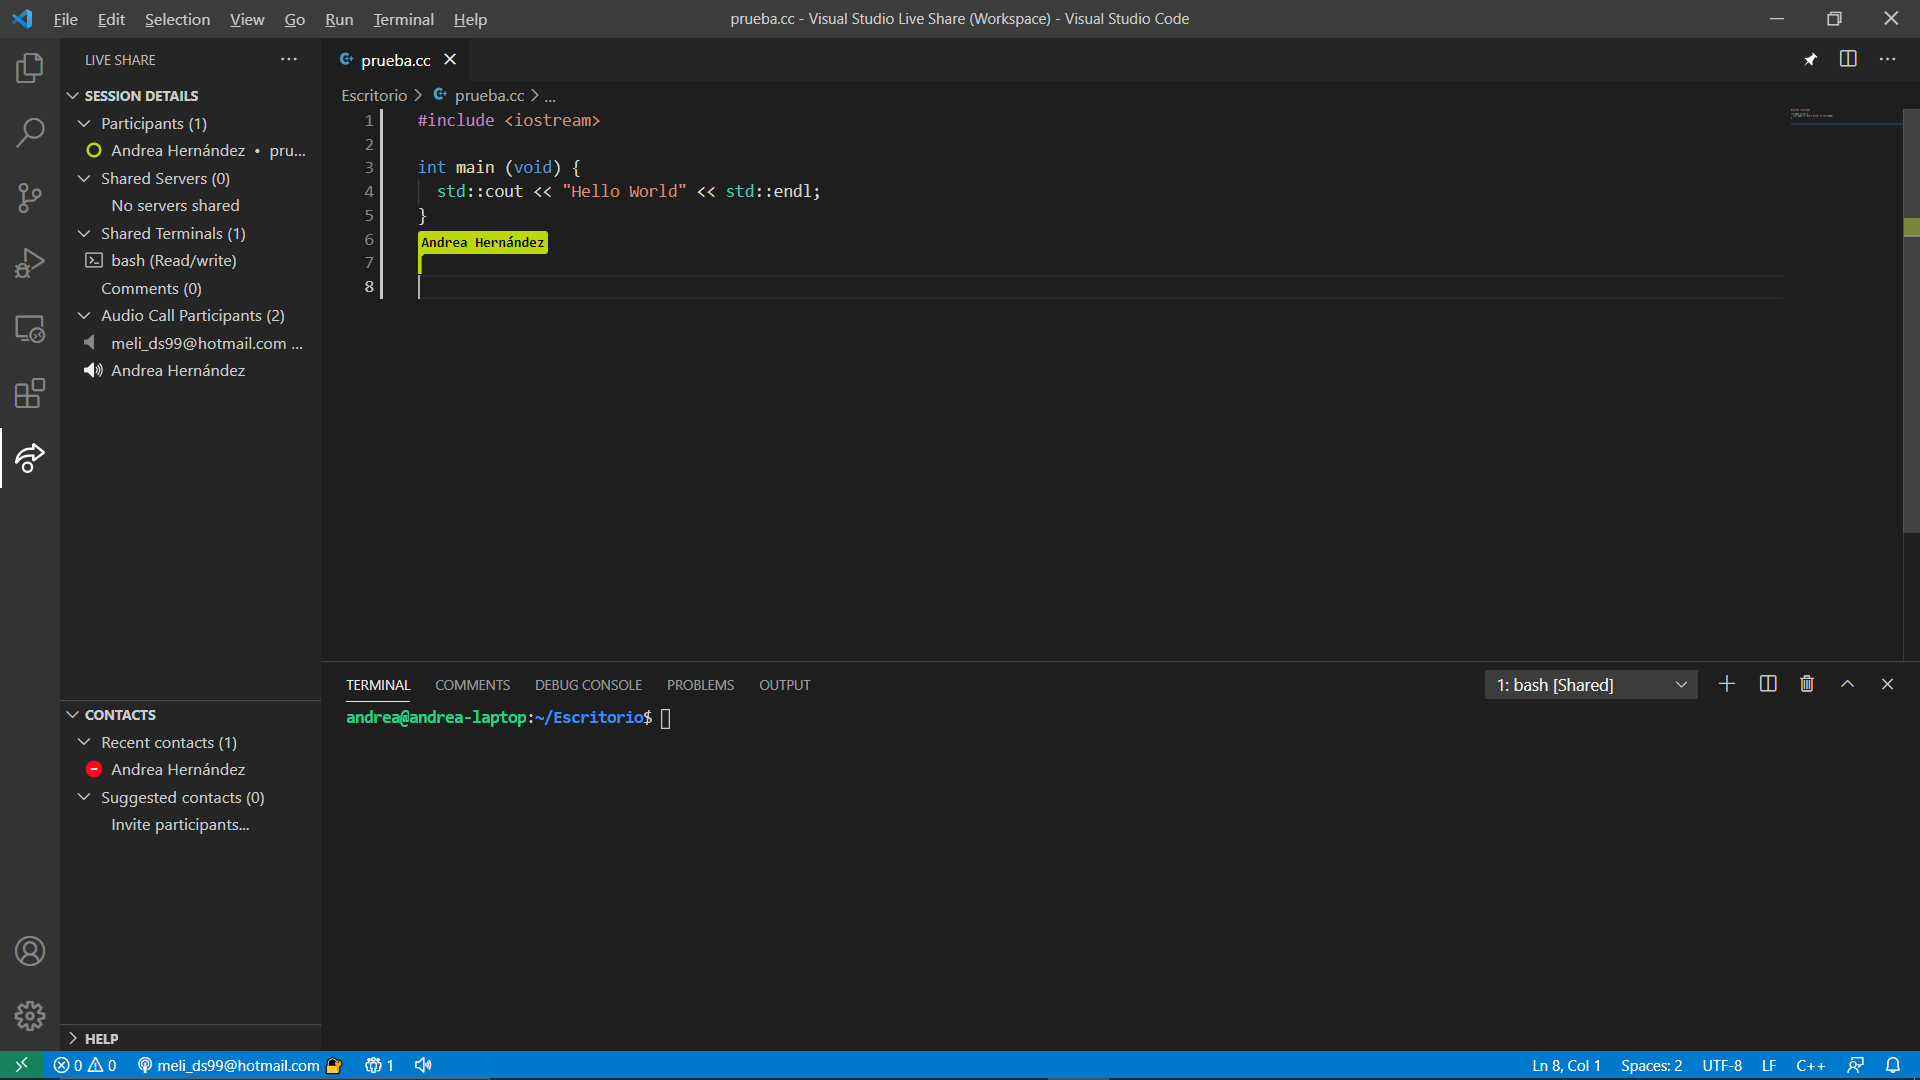 File Edit Selection View Go Run Terminal Help
prueba.cc - Visual Studio Live Share (Workspace) - Visual Studio Code
LIVE SHARE
SESSION DETAILS
Participants (1)
Andrea Hernández • pru...
Shared Servers (0)
No servers shared
Shared Terminals (1)
bash (Read/write)
Comments (0)
Audio Call Participants (2)
meli_ds99@hotmail.com ...
Andrea Hernández
CONTACTS
Recent contacts (1)
Andrea Hernández
Suggested contacts (0)
Invite participants...
HELP
prueba.cc
Escritorio > prueba.cc > ...
1 #include <iostream>
2
3 int main (void) {
4 std::cout << "Hello World" << std::endl;
5 }
6 Andrea Hernández
7
8
TERMINAL COMMENTS DEBUG CONSOLE PROBLEMS OUTPUT
1: bash [Shared]
andrea@andrea-laptop:~/Escritorio$
0 0 meli_ds99@hotmail.com 1
Ln 8, Col 1 Spaces: 2 UTF-8 LF C++